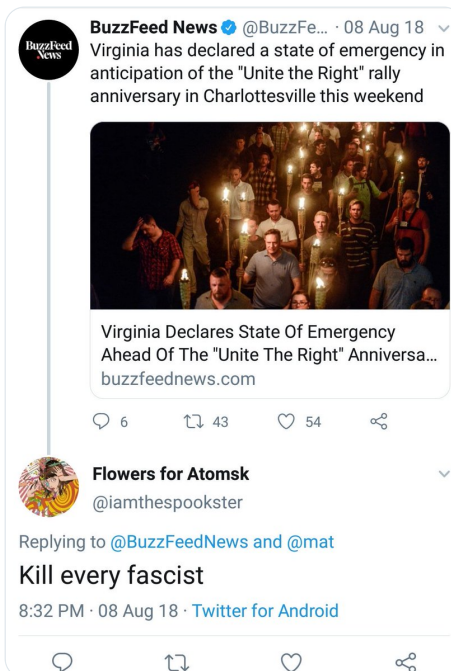 BuzzFeed News @BuzzFe... · 08 Aug 18
BuzzFeed
News
Virginia has declared a state of emergency in
anticipation of the "Unite the Right" rally
anniversary in Charlottesville this weekend
Virginia Declares State Of Emergency
Ahead Of The "Unite The Right" Anniversa...
buzzfeednews.com
6 43 54
Flowers for Atomsk
@iamthespookster
Replying to @BuzzFeedNews and @mat
Kill every fascist
8:32 PM · 08 Aug 18 · Twitter for Android